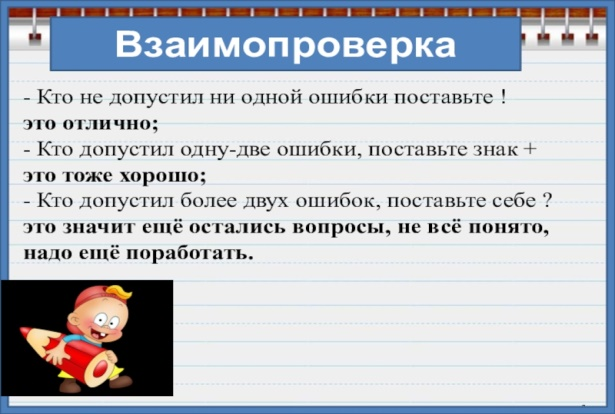 Взаимопроверка
- Кто не допустил ни одной ошибки поставьте !
это отлично;
- Кто допустил одну-две ошибки, поставьте знак +
это тоже хорошо;
- Кто допустил более двух ошибок, поставьте себе ?
это значит ещё остались вопросы, не всё понято,
надо ещё поработать.